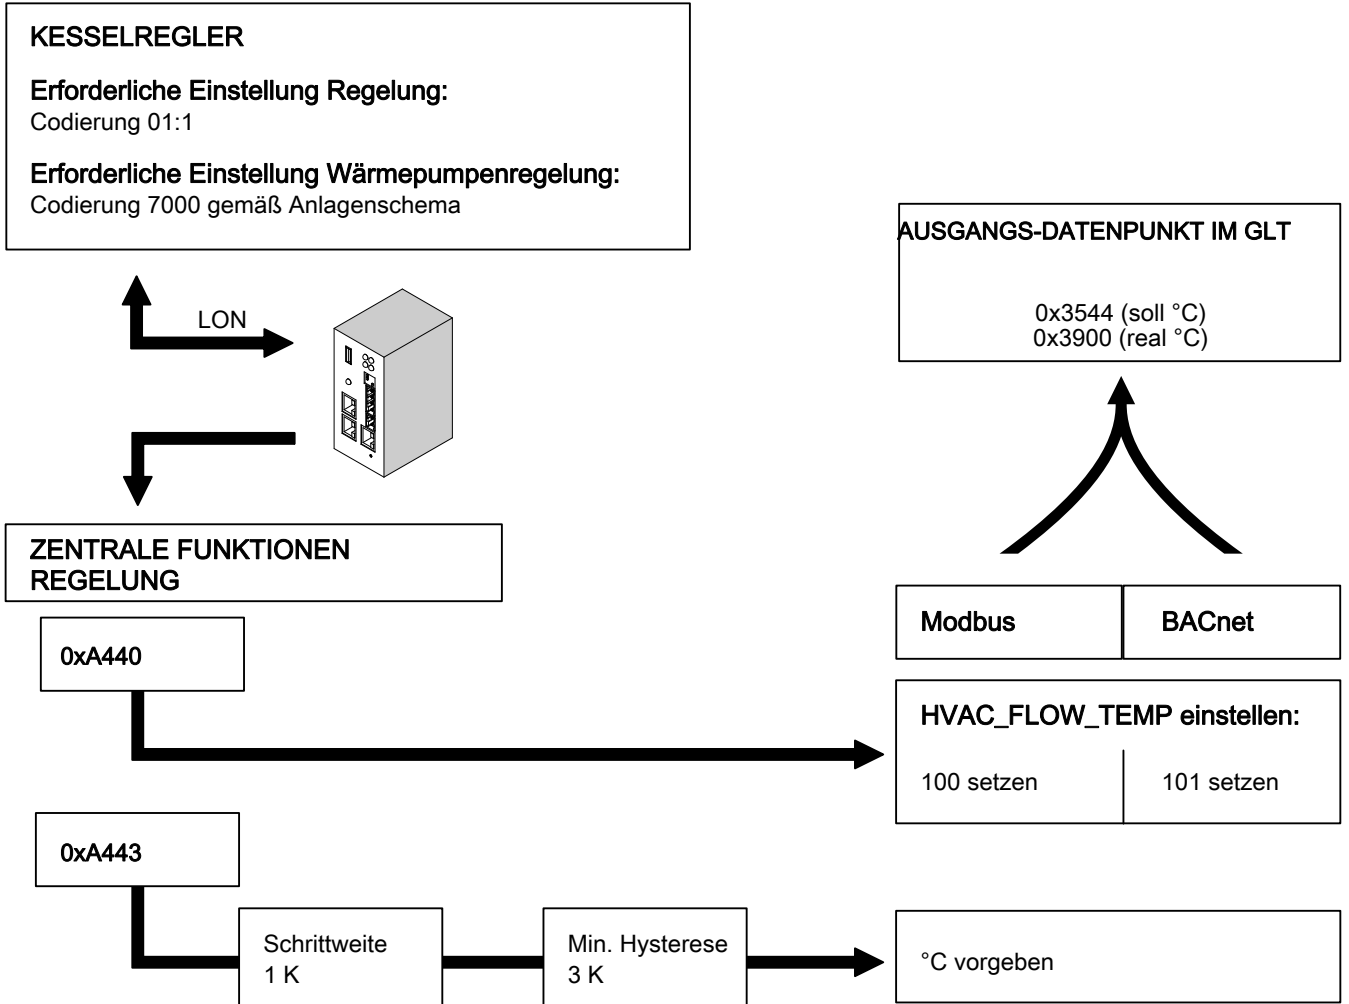 KESSELREGLER
Erforderliche Einstellung Regelung:
Codierung 01:1
Erforderliche Einstellung Wärmepumpenregelung:
Codierung 7000 gemäß Anlagenschema
AUSGANGS-DATENPUNKT IM GLT
0x3544 (soll °C)
0x3900 (real °C)
LON
ZENTRALE FUNKTIONEN
REGELUNG
Modbus
BACnet
0xA440
HVAC_FLOW_TEMP einstellen:
100 setzen
101 setzen
0xA443
Schrittweite
1 K
Min. Hysterese
3 K
°C vorgeben